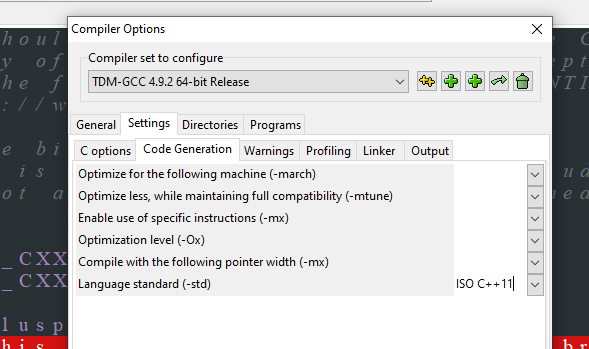 Compiler Options
Compiler set to configure
TDM-GCC 4.9.2 64-bit Release
General Settings Directories Programs
C options Code Generation Warnings Profiling Linker Output
Optimize for the following machine (-march)
Optimize less, while maintaining full compatibility (-mtune)
Enable use of specific instructions (-mx)
Optimization level (-Ox)
Compile with the following pointer width (-mx)
Language standard (-std) ISO C++11
houl
y of
ept
he f
NTI
://w
e bi
is
ua
ot a
_CXX
_CXX
lusp
his
br